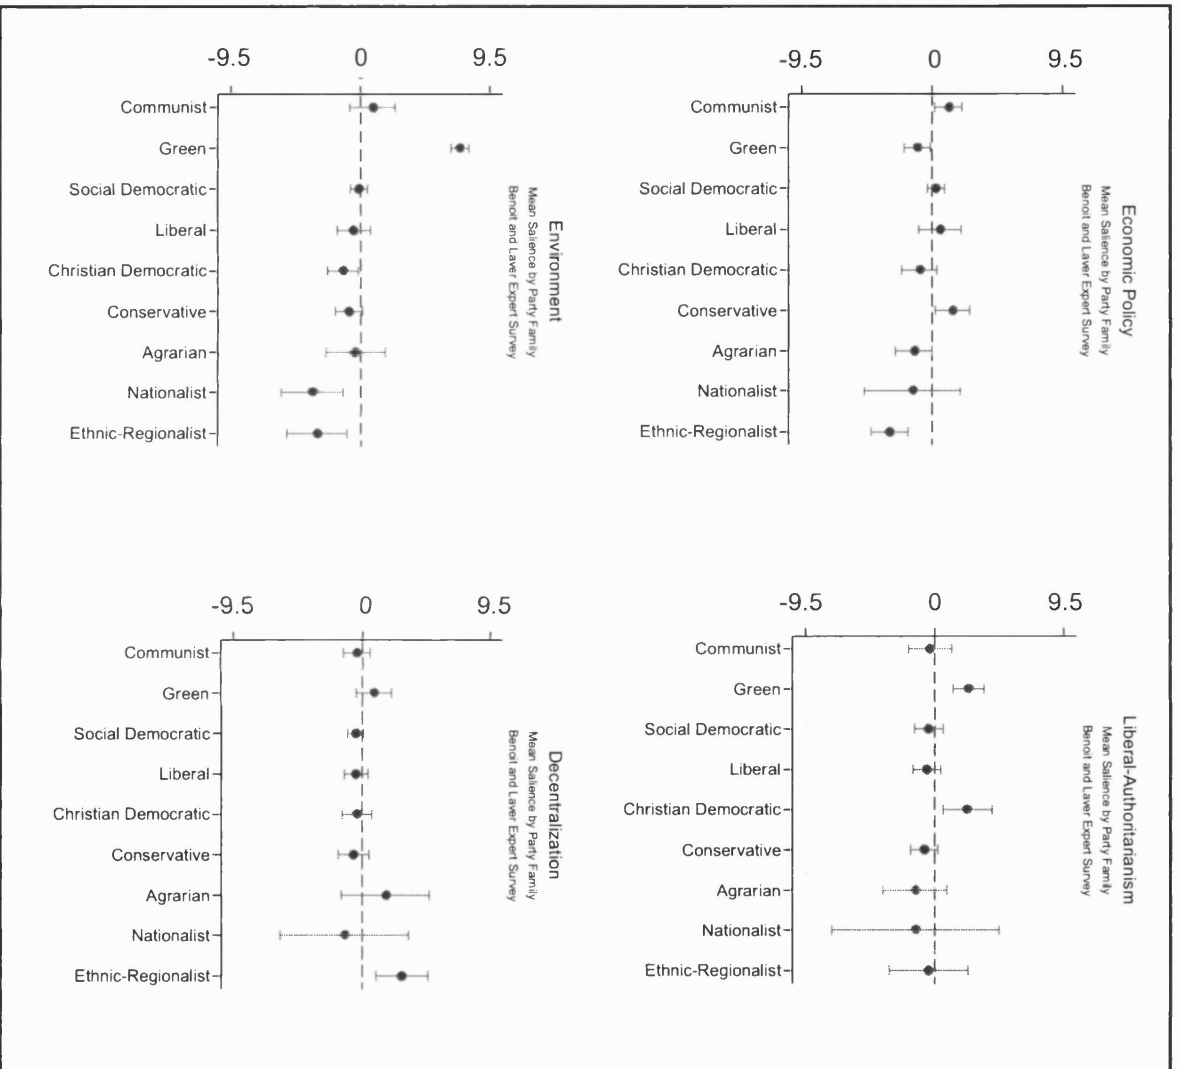 -9.5 0 9.5
Communist
Green
Social Democratic
Liberal
Christian Democratic
Conservative
Agrarian
Nationalist
Ethnic-Regionalist
Environment
Mean Salience by Party Family
Benoit and Laver Expert Survey
-9.5 0 9.5
Communist
Green
Social Democratic
Liberal
Christian Democratic
Conservative
Agrarian
Nationalist
Ethnic-Regionalist
Economic Policy
Mean Salience by Party Family
Benoit and Laver Expert Survey
-9.5 0 9.5
Communist
Green
Social Democratic
Liberal
Christian Democratic
Conservative
Agrarian
Nationalist
Ethnic-Regionalist
Decentralization
Mean Salience by Party Family
Benoit and Laver Expert Survey
-9.5 0 9.5
Communist
Green
Social Democratic
Liberal
Christian Democratic
Conservative
Agrarian
Nationalist
Ethnic-Regionalist
Liberal-Authoritarianism
Mean Salience by Party Family
Benoit and Laver Expert Survey